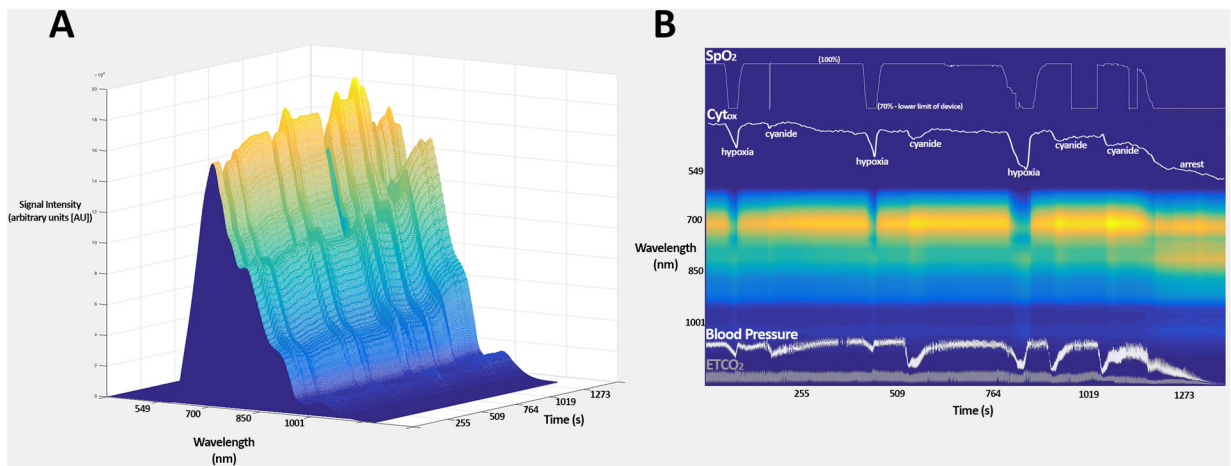 A
× 10⁴
20
18
16
14
12
10
8
6
4
2
0
Signal Intensity
(arbitrary units [AU])
549
700
850
1001
Wavelength
(nm)
255
509
764
1019
1273
Time (s)
B
SpO₂
(100%)
(70% - lower limit of device)
Cytox
hypoxia
cyanide
hypoxia
cyanide
hypoxia
cyanide
cyanide
arrest
549
700
Wavelength
(nm)
850
1001
Blood Pressure
ETCO₂
255
509
764
1019
1273
Time (s)